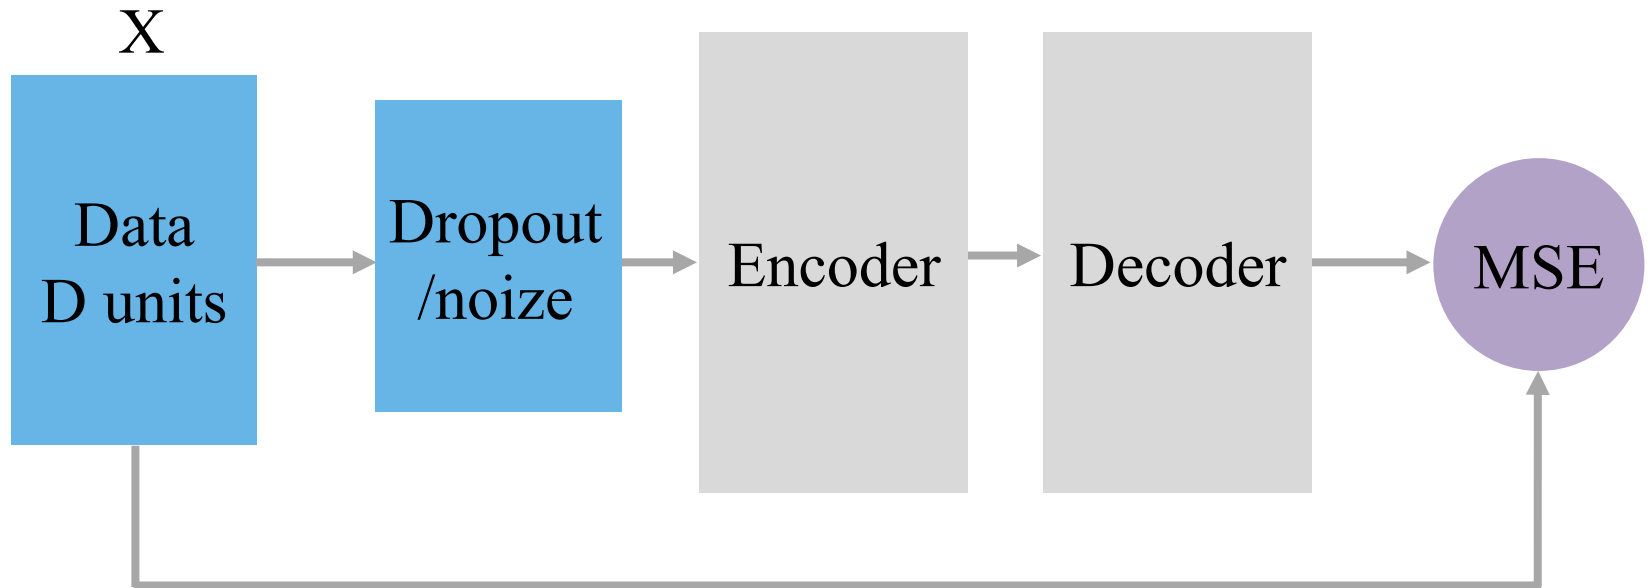 X
Data
D units
Dropout
/noize
Encoder
Decoder
MSE